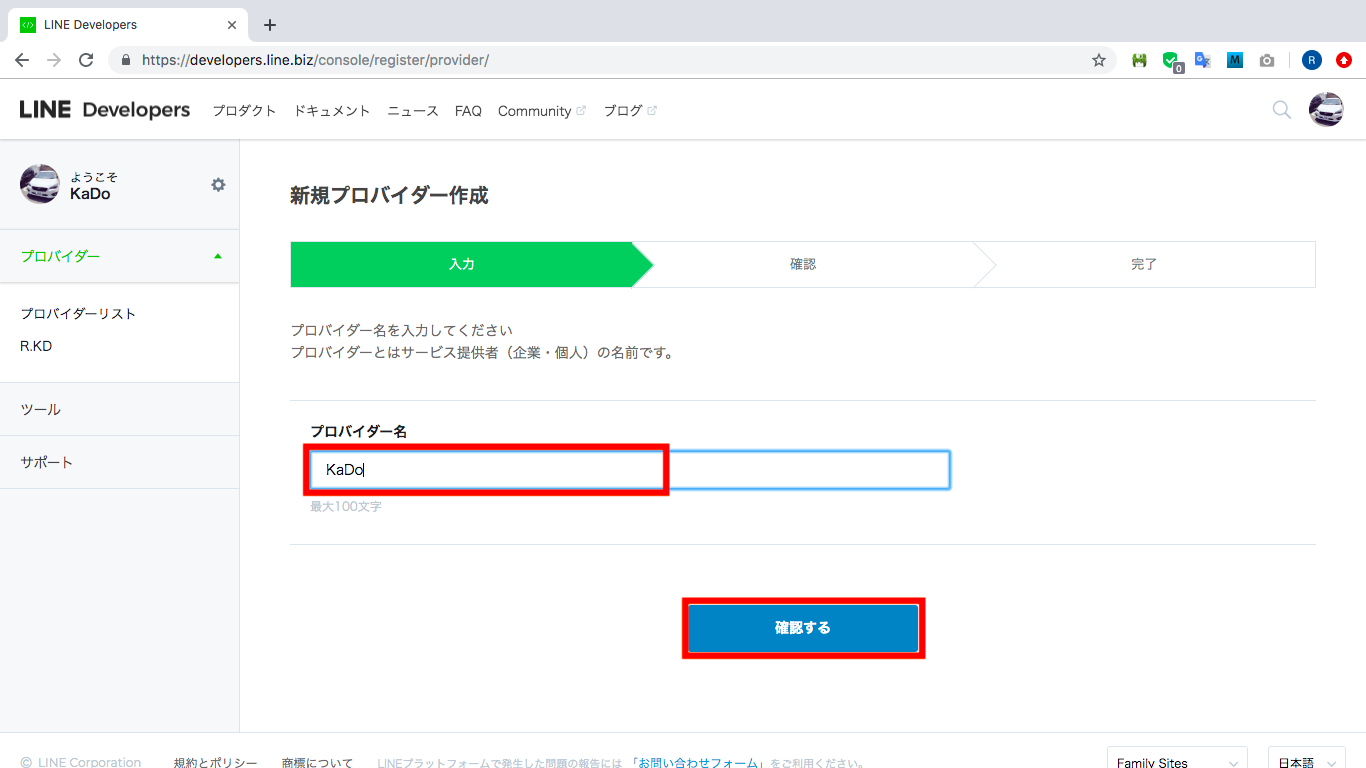 LINE Developers
https://developers.line.biz/console/register/provider/
0
M
R
LINE Developers プロダクト ドキュメント ニュース FAQ Community ブログ
ようこそ
KaDo
新規プロバイダー作成
プロバイダー
入力 確認 完了
プロバイダーリスト
R.KD
プロバイダー名を入力してください
プロバイダーとはサービス提供者（企業・個人）の名前です。
ツール
サポート
プロバイダー名
KaDo
最大100文字
確認する
© LINE Corporation 規約とポリシー 商標について LINEプラットフォームで発生した問題の報告には 「お問い合わせフォーム」 をご利用ください。 Family Sites 日本語